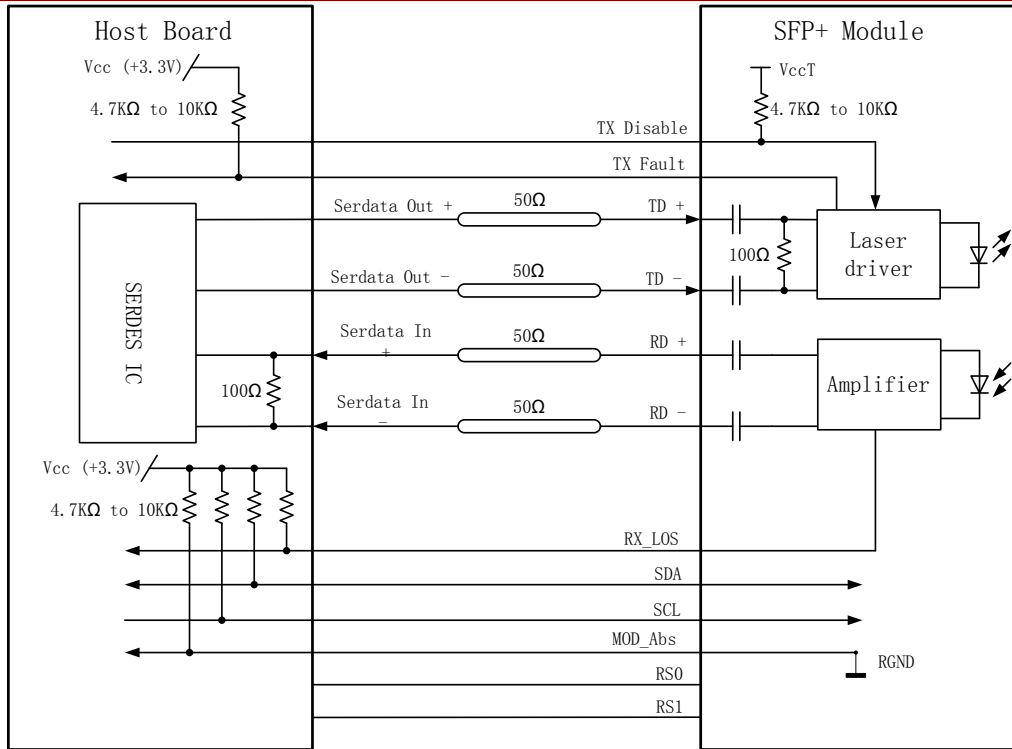 Host Board
SFP+ Module
Vcc (+3.3V)
VccT
4.7KΩ to 10KΩ
4.7KΩ to 10KΩ
TX Disable
TX Fault
Serdata Out +
50Ω
TD +
100Ω
Laser
driver
Serdata Out -
50Ω
TD -
SERDES IC
Serdata In
+
50Ω
RD +
100Ω
Amplifier
Serdata In
-
50Ω
RD -
Vcc (+3.3V)
4.7KΩ to 10KΩ
RX_LOS
SDA
SCL
MOD_Abs
RGND
RS0
RS1